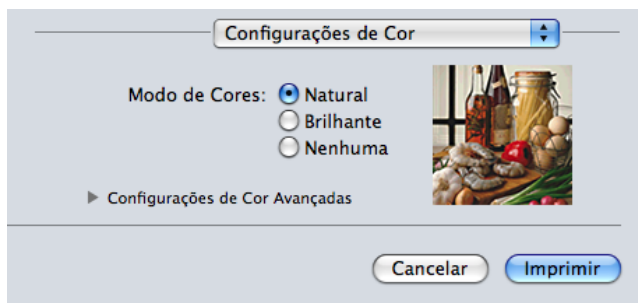 Configurações de Cor
Modo de Cores: Natural
Brilhante
Nenhuma
Configurações de Cor Avançadas
Cancelar Imprimir